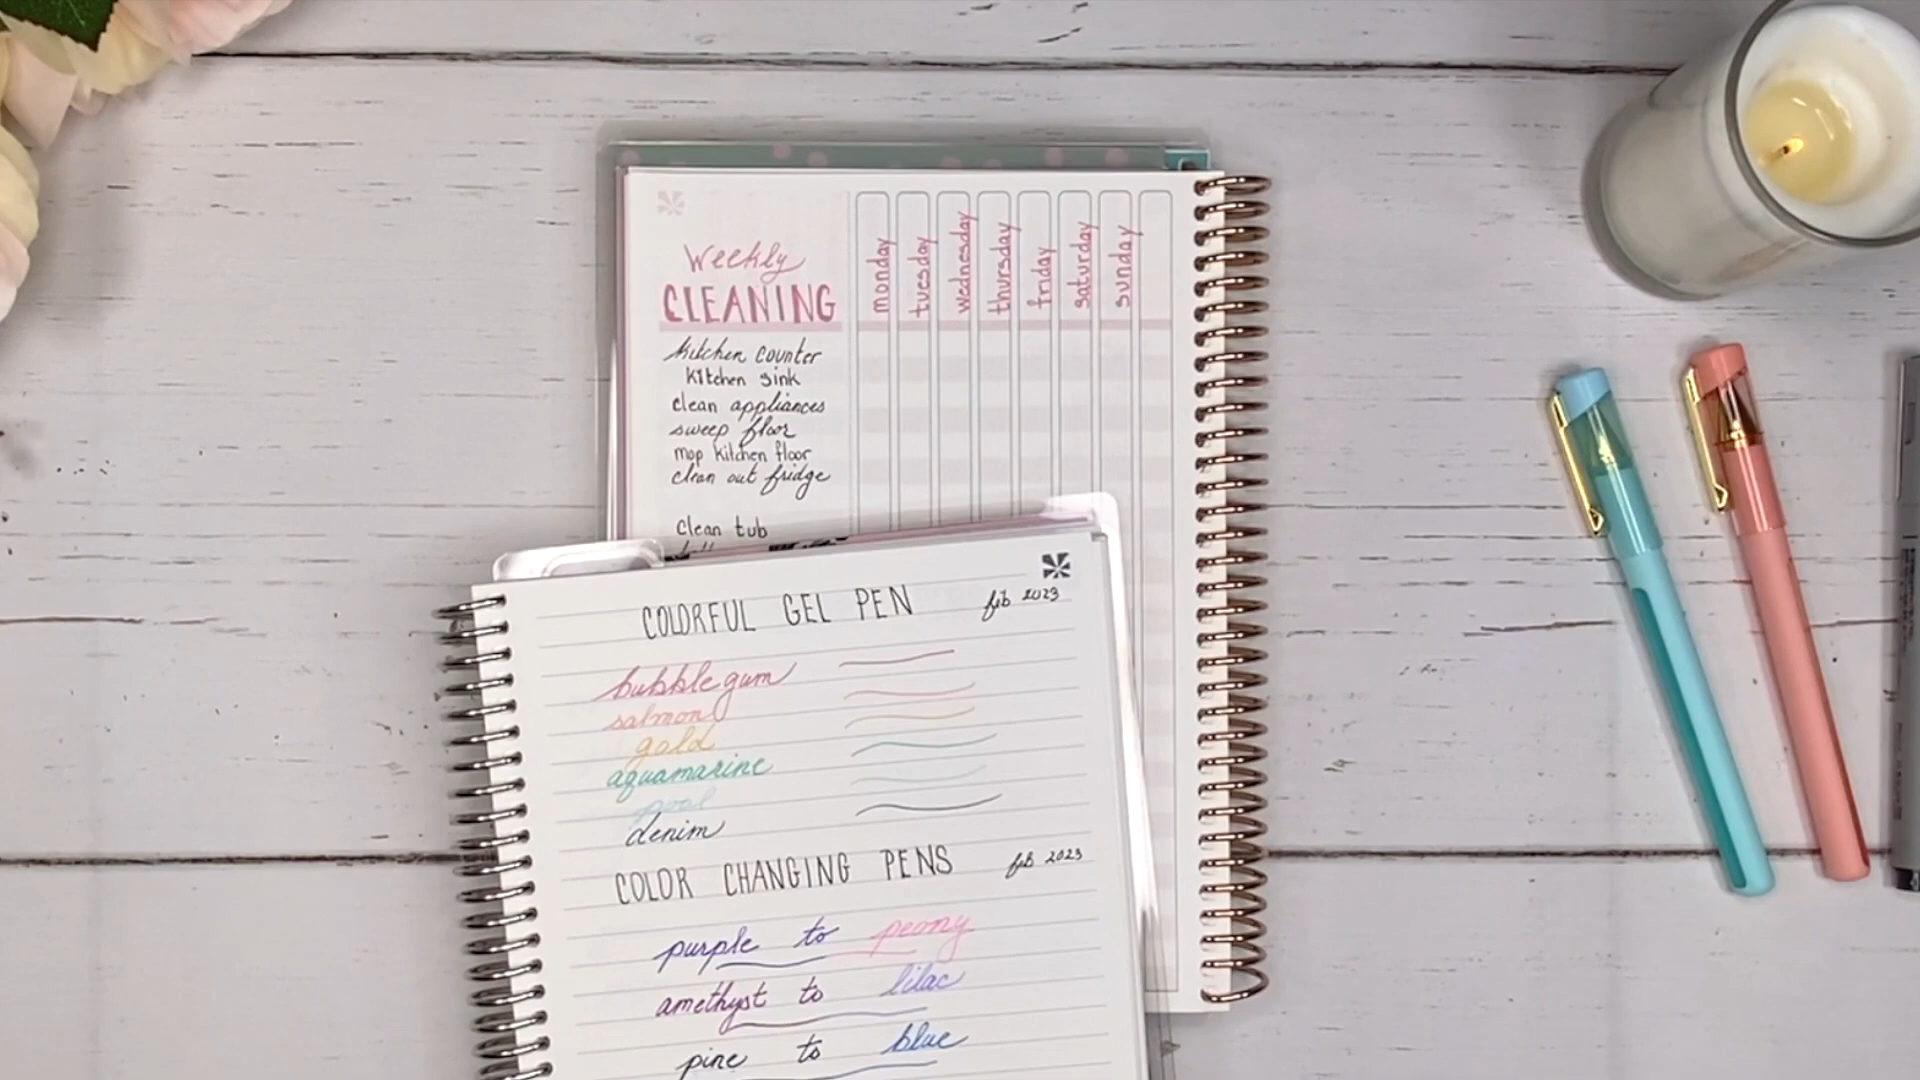 Weekly
CLEANING
monday
tuesday
wednesday
thursday
friday
saturday
sunday
kitchen counter
kitchen sink
clean appliances
sweep floor
mop kitchen floor
clean out fridge
clean tub
COLORFUL GEL PEN feb 2023
bubblegum
salmon
gold
aquamarine
pool
denim
COLOR CHANGING PENS feb 2023
purple to peony
amethyst to lilac
pine to blue